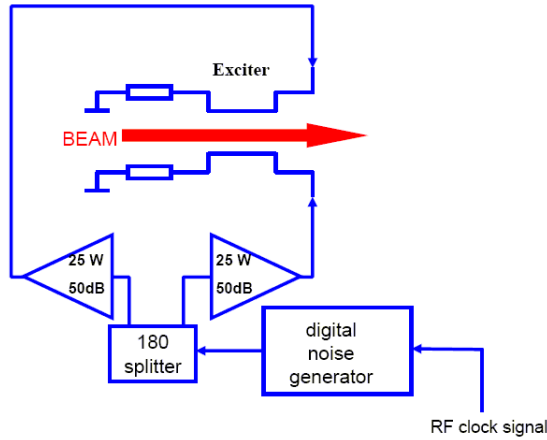 Exciter
BEAM
25 W
50dB
25 W
50dB
180
splitter
digital
noise
generator
RF clock signal